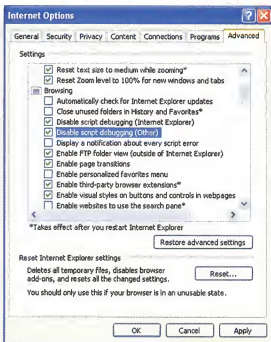 Internet Options
General Security Privacy Content Connections Programs Advanced
Settings
Reset text size to medium while zooming*
Reset Zoom level to 100% for new windows and tabs
Browsing
Automatically check for Internet Explorer updates
Close unused folders in History and Favorites*
Disable script debugging (Internet Explorer)
Disable script debugging (Other)
Display a notification about every script error
Enable FTP folder view (outside of Internet Explorer)
Enable page transitions
Enable personalized favorites menu
Enable third-party browser extensions*
Enable visual styles on buttons and controls in webpages
Enable websites to use the search pane*
*Takes effect after you restart Internet Explorer
Restore advanced settings
Reset Internet Explorer settings
Deletes all temporary files, disables browser
add-ons, and resets all the changed settings.
Reset...
You should only use this if your browser is in an unusable state.
OK Cancel Apply